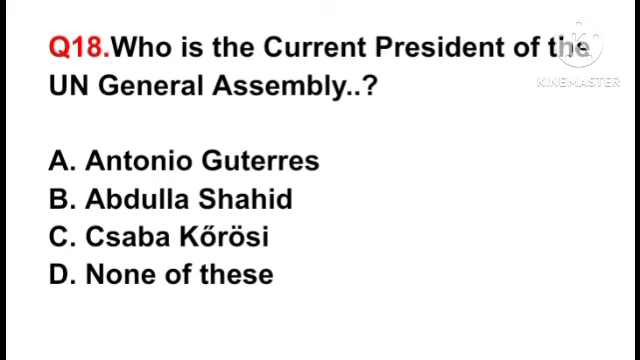 Q18.Who is the Current President of the
UN General Assembly..?
KINEMASTER
A. Antonio Guterres
B. Abdulla Shahid
C. Csaba Kőrösi
D. None of these